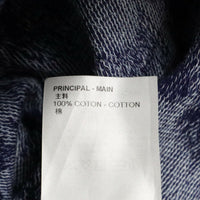 PRINCIPAL - MAIN
主料
100% COTON - COTTON
棉